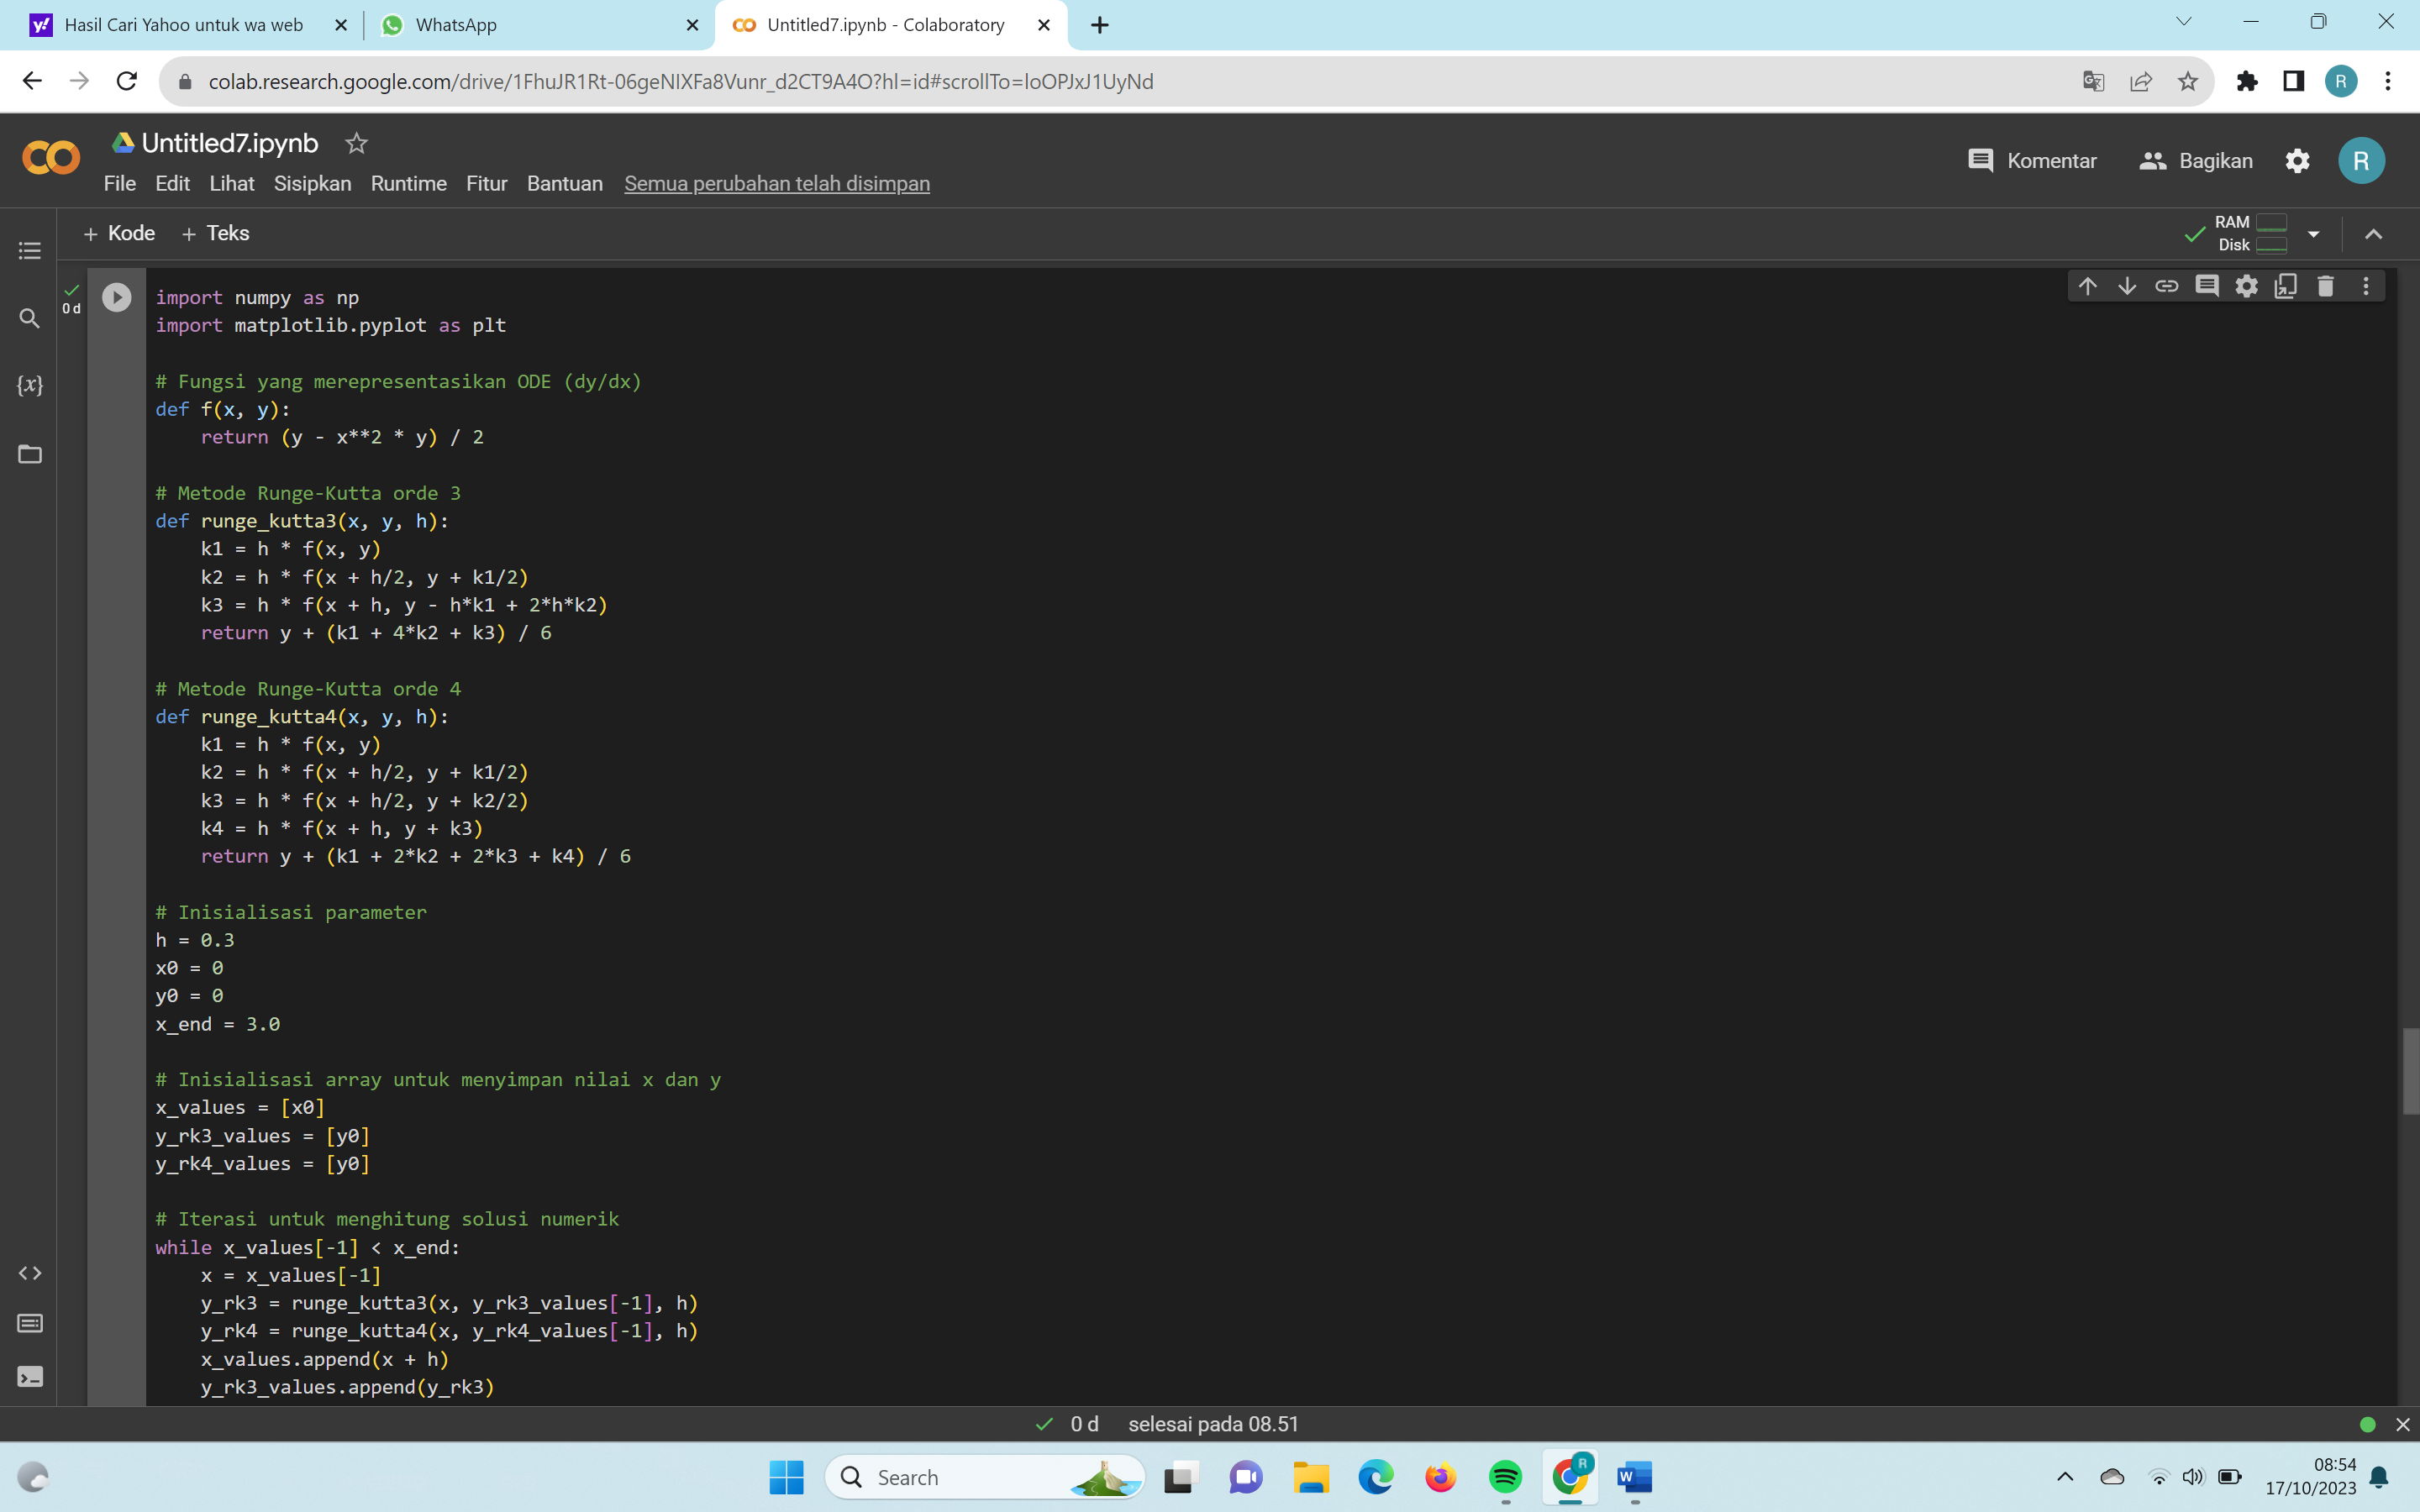 Hasil Cari Yahoo untuk wa web
WhatsApp
Untitled7.ipynb - Colaboratory
colab.research.google.com/drive/1FhuJR1Rt-06geNIXFa8Vunr_d2CT9A4O?hl=id#scrollTo=loOPJxJ1UyNd
R
Untitled7.ipynb
File Edit Lihat Sisipkan Runtime Fitur Bantuan Semua perubahan telah disimpan
Komentar Bagikan R
+ Kode + Teks
RAM
Disk
0 d
import numpy as np
import matplotlib.pyplot as plt
# Fungsi yang merepresentasikan ODE (dy/dx)
def f(x, y):
    return (y - x**2 * y) / 2
# Metode Runge-Kutta orde 3
def runge_kutta3(x, y, h):
    k1 = h * f(x, y)
    k2 = h * f(x + h/2, y + k1/2)
    k3 = h * f(x + h, y - h*k1 + 2*h*k2)
    return y + (k1 + 4*k2 + k3) / 6
# Metode Runge-Kutta orde 4
def runge_kutta4(x, y, h):
    k1 = h * f(x, y)
    k2 = h * f(x + h/2, y + k1/2)
    k3 = h * f(x + h/2, y + k2/2)
    k4 = h * f(x + h, y + k3)
    return y + (k1 + 2*k2 + 2*k3 + k4) / 6
# Inisialisasi parameter
h = 0.3
x0 = 0
y0 = 0
x_end = 3.0
# Inisialisasi array untuk menyimpan nilai x dan y
x_values = [x0]
y_rk3_values = [y0]
y_rk4_values = [y0]
# Iterasi untuk menghitung solusi numerik
while x_values[-1] < x_end:
    x = x_values[-1]
    y_rk3 = runge_kutta3(x, y_rk3_values[-1], h)
    y_rk4 = runge_kutta4(x, y_rk4_values[-1], h)
    x_values.append(x + h)
    y_rk3_values.append(y_rk3)
0 d selesai pada 08.51
Search
R
08:54
17/10/2023